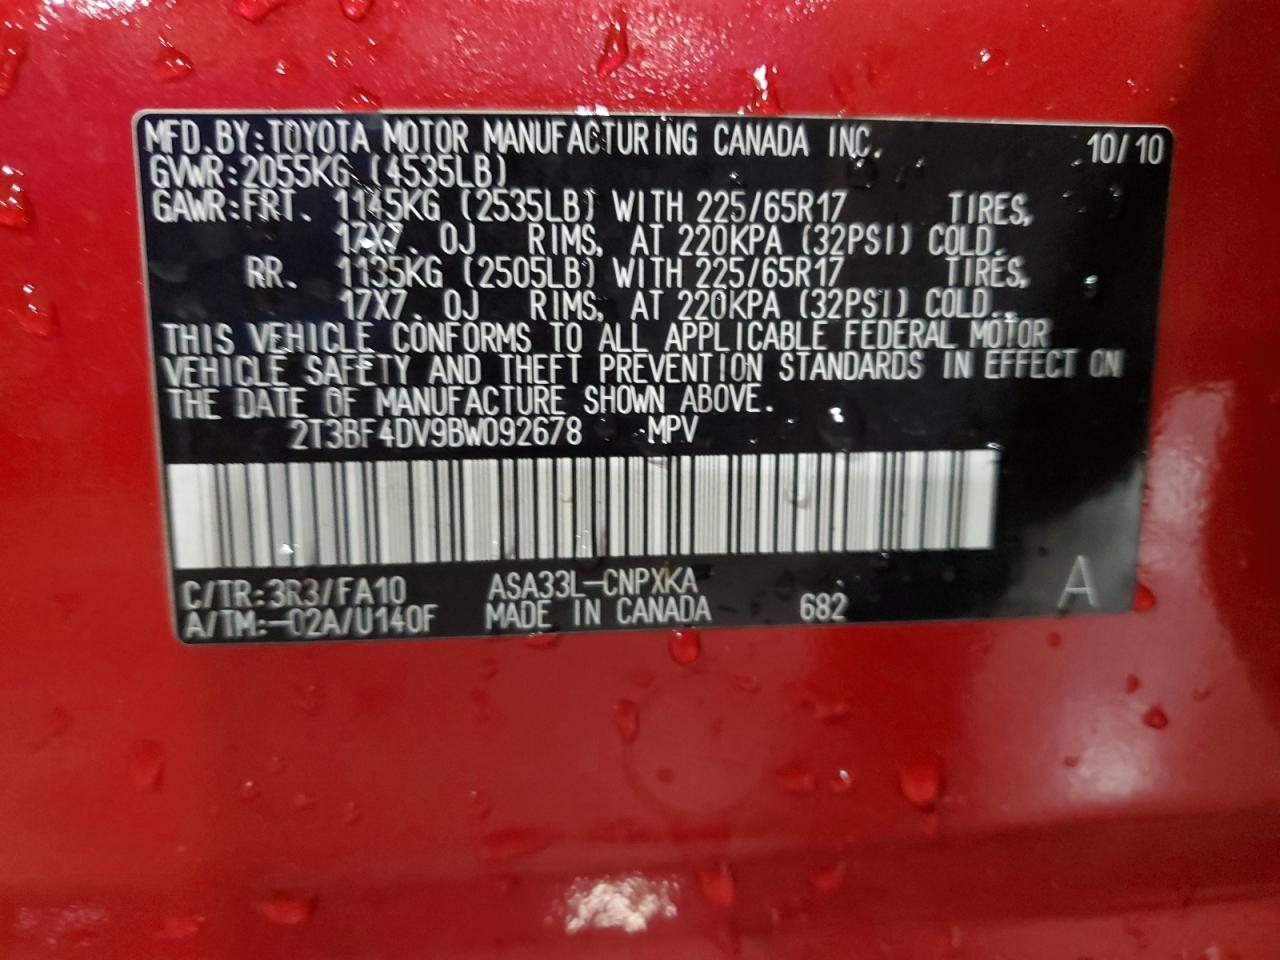 MFD.BY:TOYOTA MOTOR MANUFACTURING CANADA INC. 10/10
GVWR:2055KG (4535LB)
GAWR:FRT. 1145KG (2535LB) WITH 225/65R17 TIRES,
17X7.0J RIMS, AT 220KPA (32PSI) COLD.
RR. 1135KG (2505LB) WITH 225/65R17 TIRES,
17X7.0J RIMS, AT 220KPA (32PSI) COLD.
THIS VEHICLE CONFORMS TO ALL APPLICABLE FEDERAL MOTOR
VEHICLE SAFETY AND THEFT PREVENTION STANDARDS IN EFFECT ON
THE DATE OF MANUFACTURE SHOWN ABOVE.
2T3BF4DV9BW092678 MPV
C/TR:3R3/FA10 ASA33L-CNPXKA
A/TM:-02A/U140F MADE IN CANADA 682 A